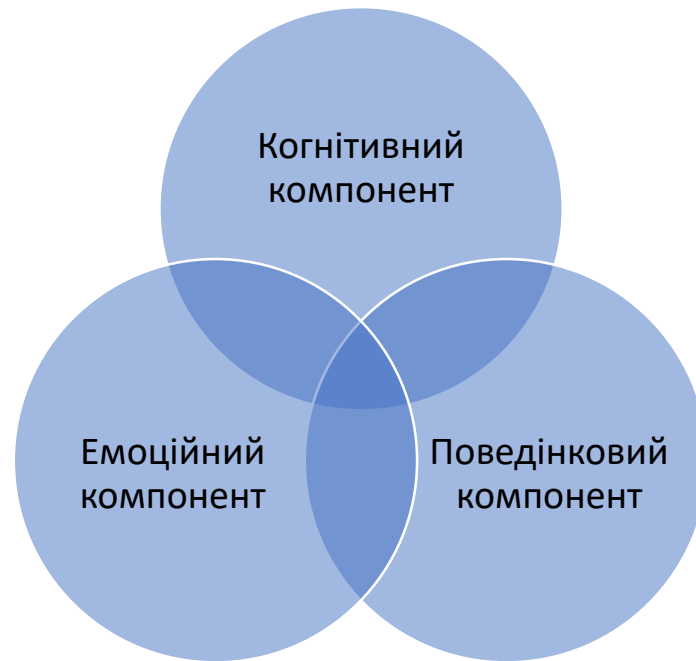 Когнітивний
компонент
Емоційний
компонент
Поведінковий
компонент